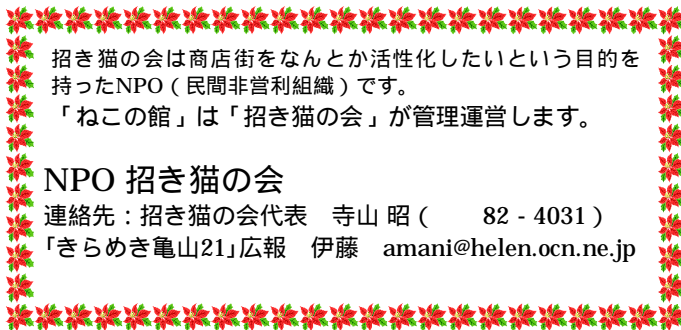 招き猫の会は商店街をなんとか活性化したいという目的を
持ったNPO（民間非営利組織）です。
「ねこの館」は「招き猫の会」が管理運営します。
NPO 招き猫の会
連絡先：招き猫の会代表　寺山 昭（　　82 - 4031）
｢きらめき亀山21｣広報　伊藤　amani@helen.ocn.ne.jp